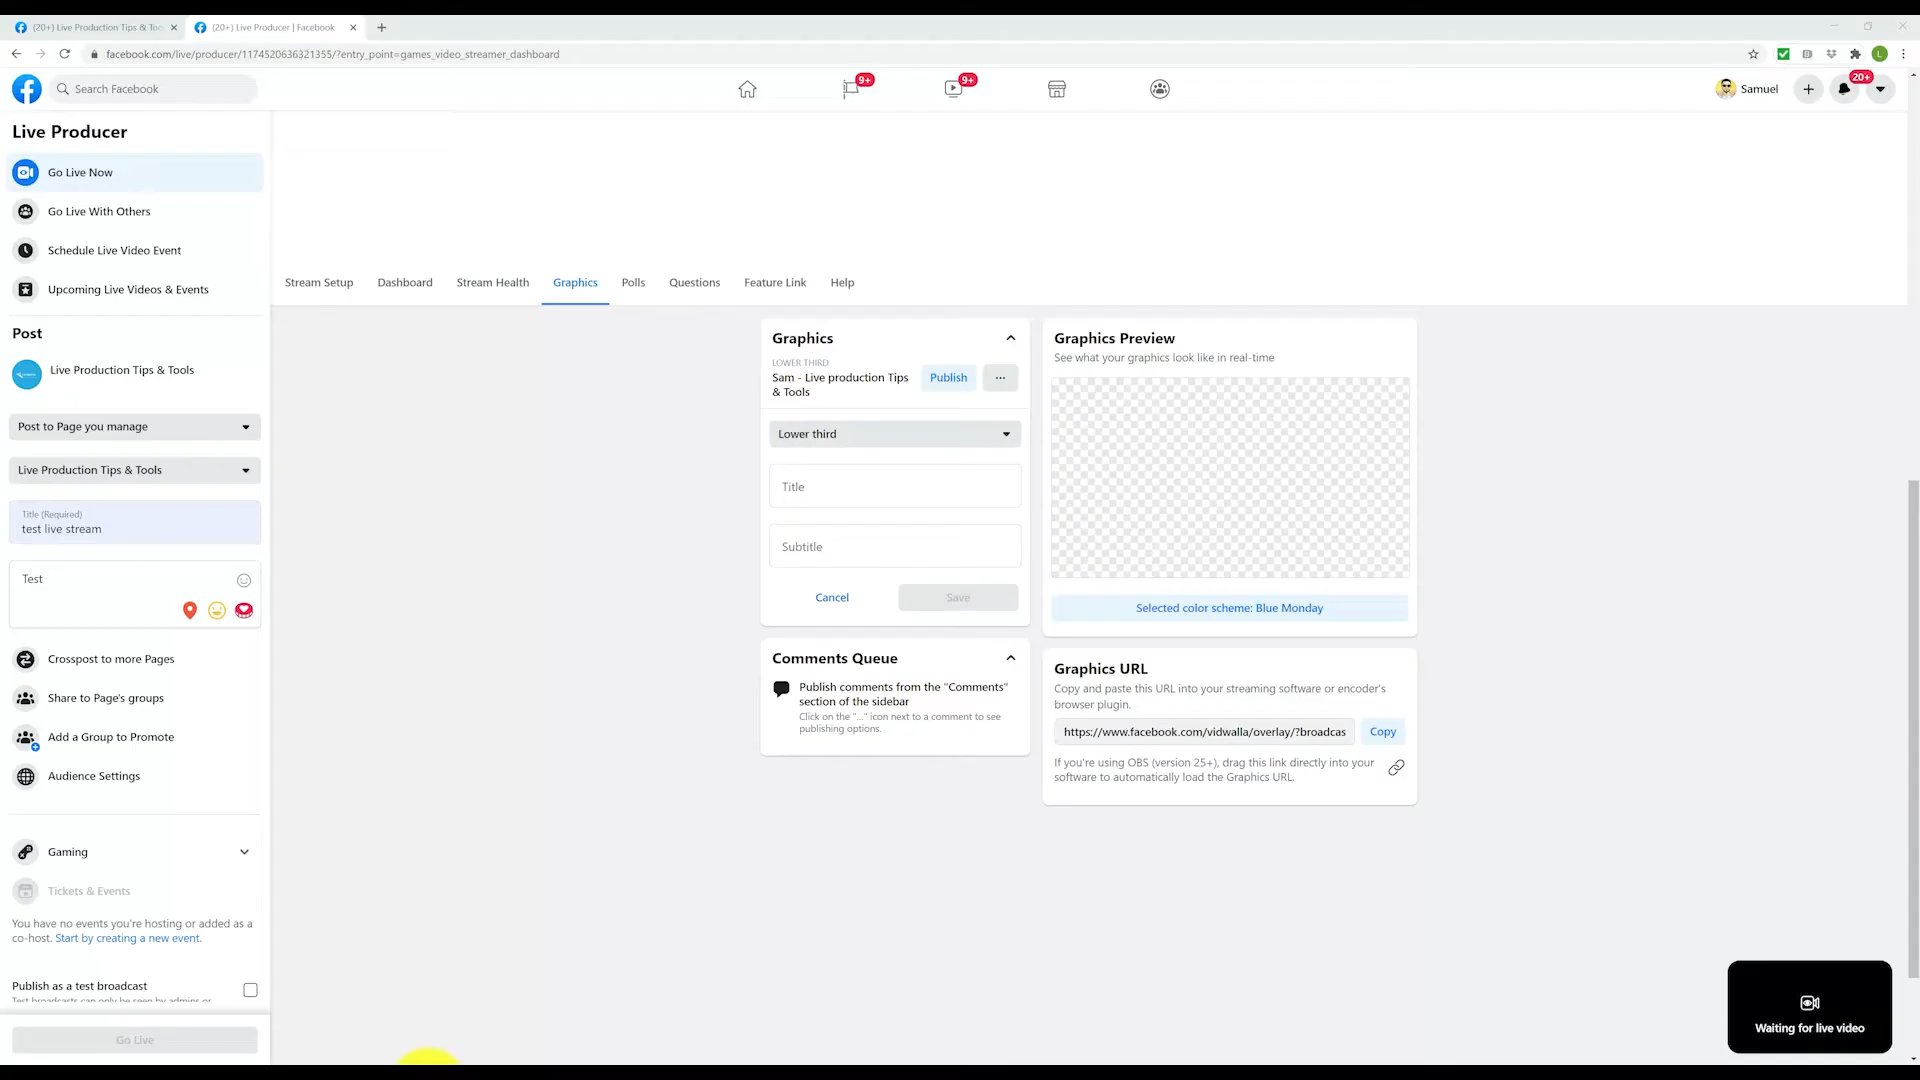 (20+) Live Production Tips & Too
(20+) Live Producer | Facebook
facebook.com/live/producer/1174520636321355/?entry_point=games_video_streamer_dashboard
L
Search Facebook
9+
9+
Samuel
20+
Live Producer
Go Live Now
Go Live With Others
Schedule Live Video Event
Upcoming Live Videos & Events
Post
Live Production Tips & Tools
Post to Page you manage
Live Production Tips & Tools
Title (Required)
test live stream
Test
Crosspost to more Pages
Share to Page's groups
Add a Group to Promote
Audience Settings
Gaming
Tickets & Events
You have no events you're hosting or added as a
co-host. Start by creating a new event.
Publish as a test broadcast
Test broadcasts can only be seen by admins or
Go Live
Stream Setup
Dashboard
Stream Health
Graphics
Polls
Questions
Feature Link
Help
Graphics
LOWER THIRD
Sam - Live production Tips
& Tools
Publish
...
Lower third
Title
Subtitle
Cancel
Save
Comments Queue
Publish comments from the "Comments"
section of the sidebar
Click on the "..." icon next to a comment to see
publishing options.
Graphics Preview
See what your graphics look like in real-time
Selected color scheme: Blue Monday
Graphics URL
Copy and paste this URL into your streaming software or encoder's
browser plugin.
https://www.facebook.com/vidwalla/overlay/?broadcas
Copy
If you're using OBS (version 25+), drag this link directly into your
software to automatically load the Graphics URL.
Waiting for live video